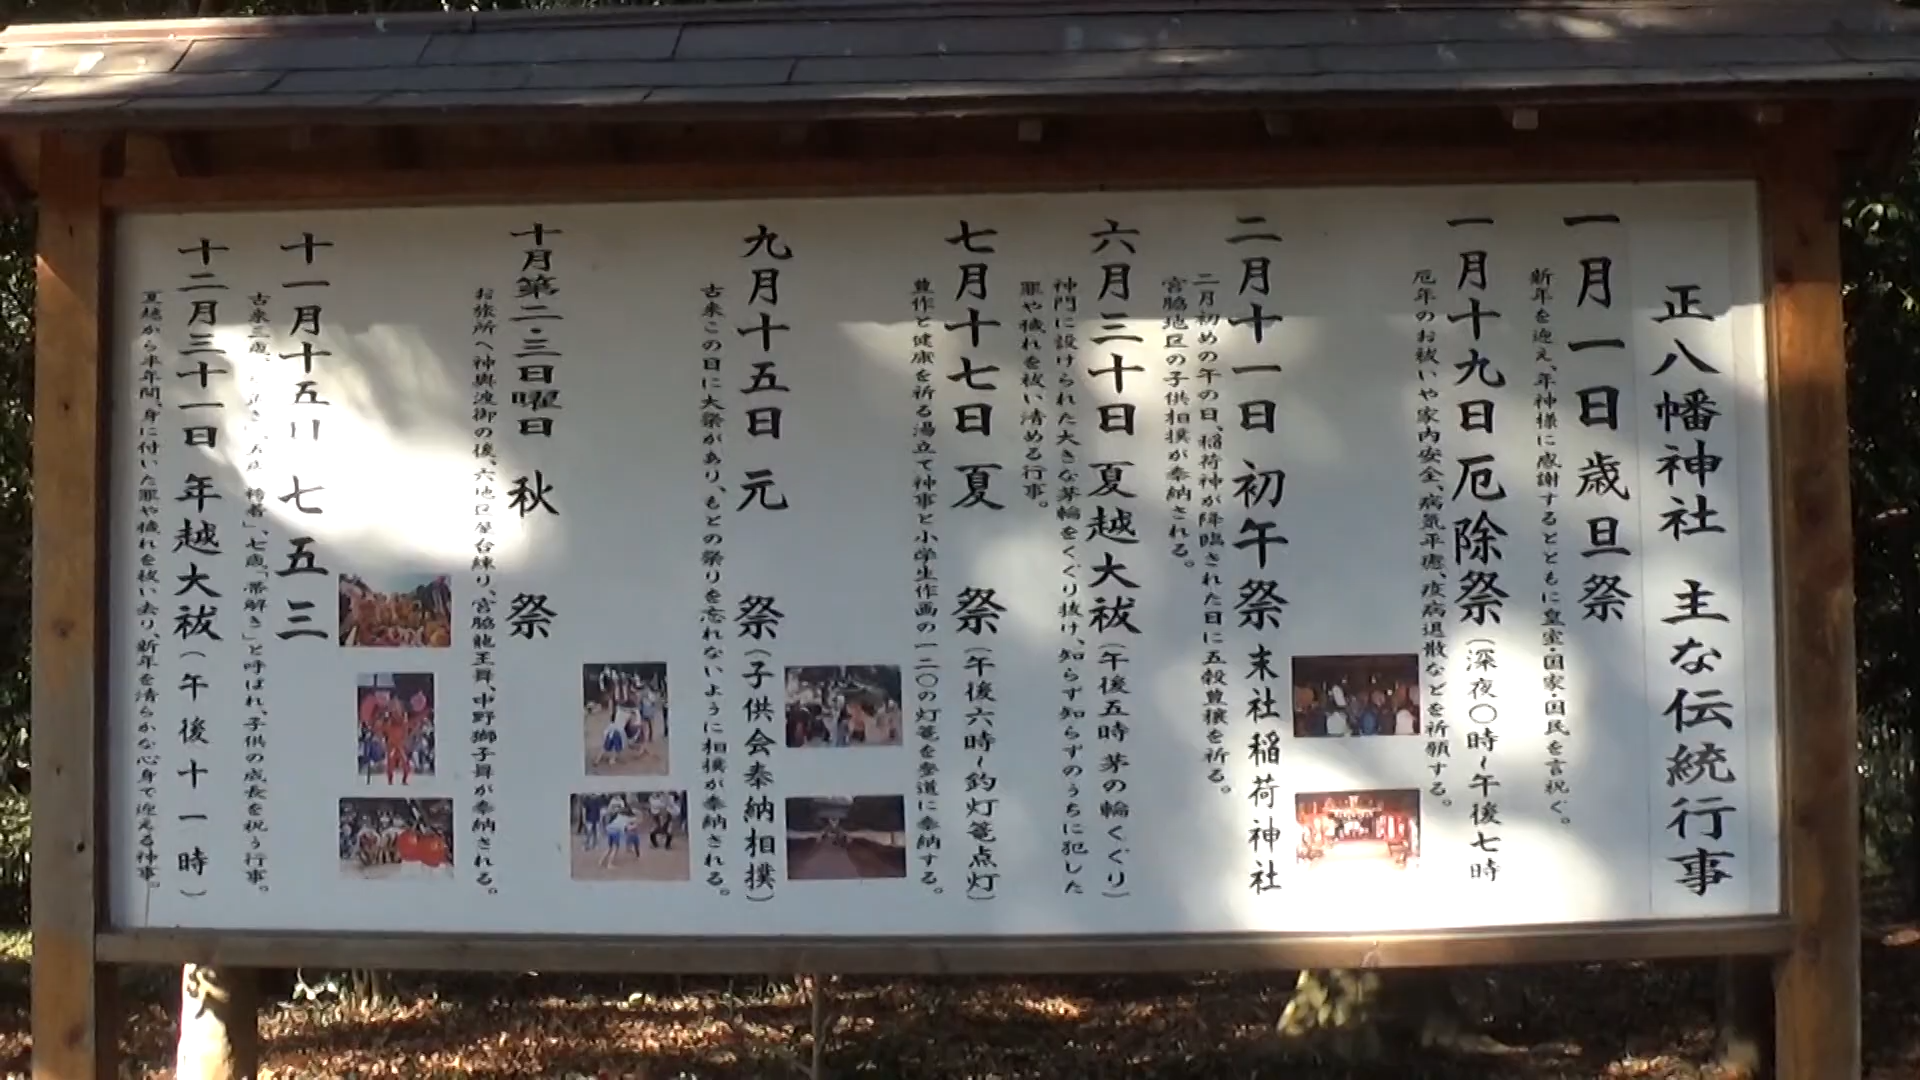 正八幡神社 主な伝統行事
一月一日 歳旦祭
新年を迎え、年神様に感謝するとともに皇室・国家・国民を言祝ぐ。
一月十九日 厄除祭(深夜〇時~午後七時
厄年のお祓いや家内安全、病気平癒、疫病退散などを祈願する。
二月十一日 初午祭 末社稲荷神社
二月初めの午の日、稲荷神が降臨された日に五穀豊穣を祈る。
宮脇地区の子供相撲が奉納される。
六月三十日 夏越大祓(午後五時 茅の輪くぐり)
神門に設けられた大きな茅輪をくぐり抜け、知らず知らずのうちに犯した
罪や穢れを祓い清める行事。
七月十七日 夏祭(午後六時~釣灯篭点灯)
豊作と健康を祈る湯立て神事と小学生作画の一二〇の灯篭を参道に奉納する。
九月十五日 元祭(子供会奉納相撲)
古来この日に大祭があり、もとの祭りを忘れないように相撲が奉納される。
十月第二・三日曜日 秋祭
お旅所へ神輿渡御の後、六地区屋台練り、宮脇龍王舞、中野獅子舞が奉納される。
十一月十五日 七五三
古来三歳、七歳「帯解き」と呼ばれ、子供の成長を祝う行事。
十二月三十一日 年越大祓(午後十一時)
夏越から半年間、身に付いた罪や穢れを祓い去り、新年を清らかな心身で迎える神事。